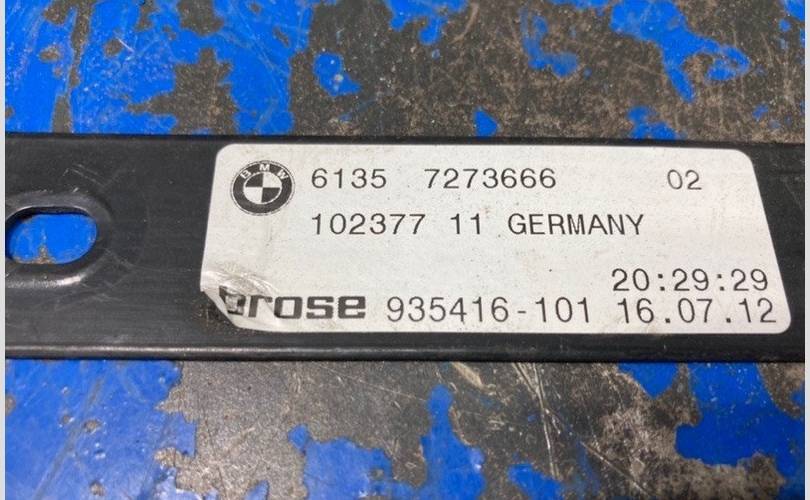 BMW
6135 7273666 02
102377 11 GERMANY
20:29:29
brose 935416-101 16.07.12